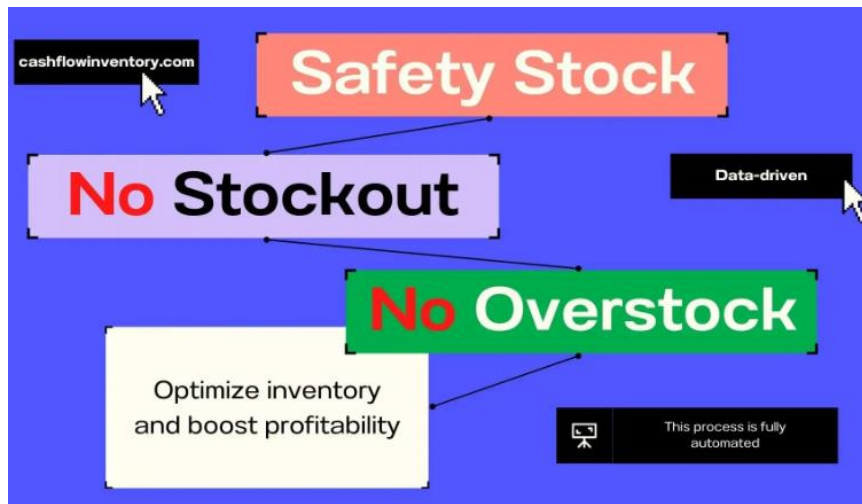 cashflowinventory.com
Safety Stock
No Stockout
Data-driven
No Overstock
Optimize inventory
and boost profitability
This process is fully
automated